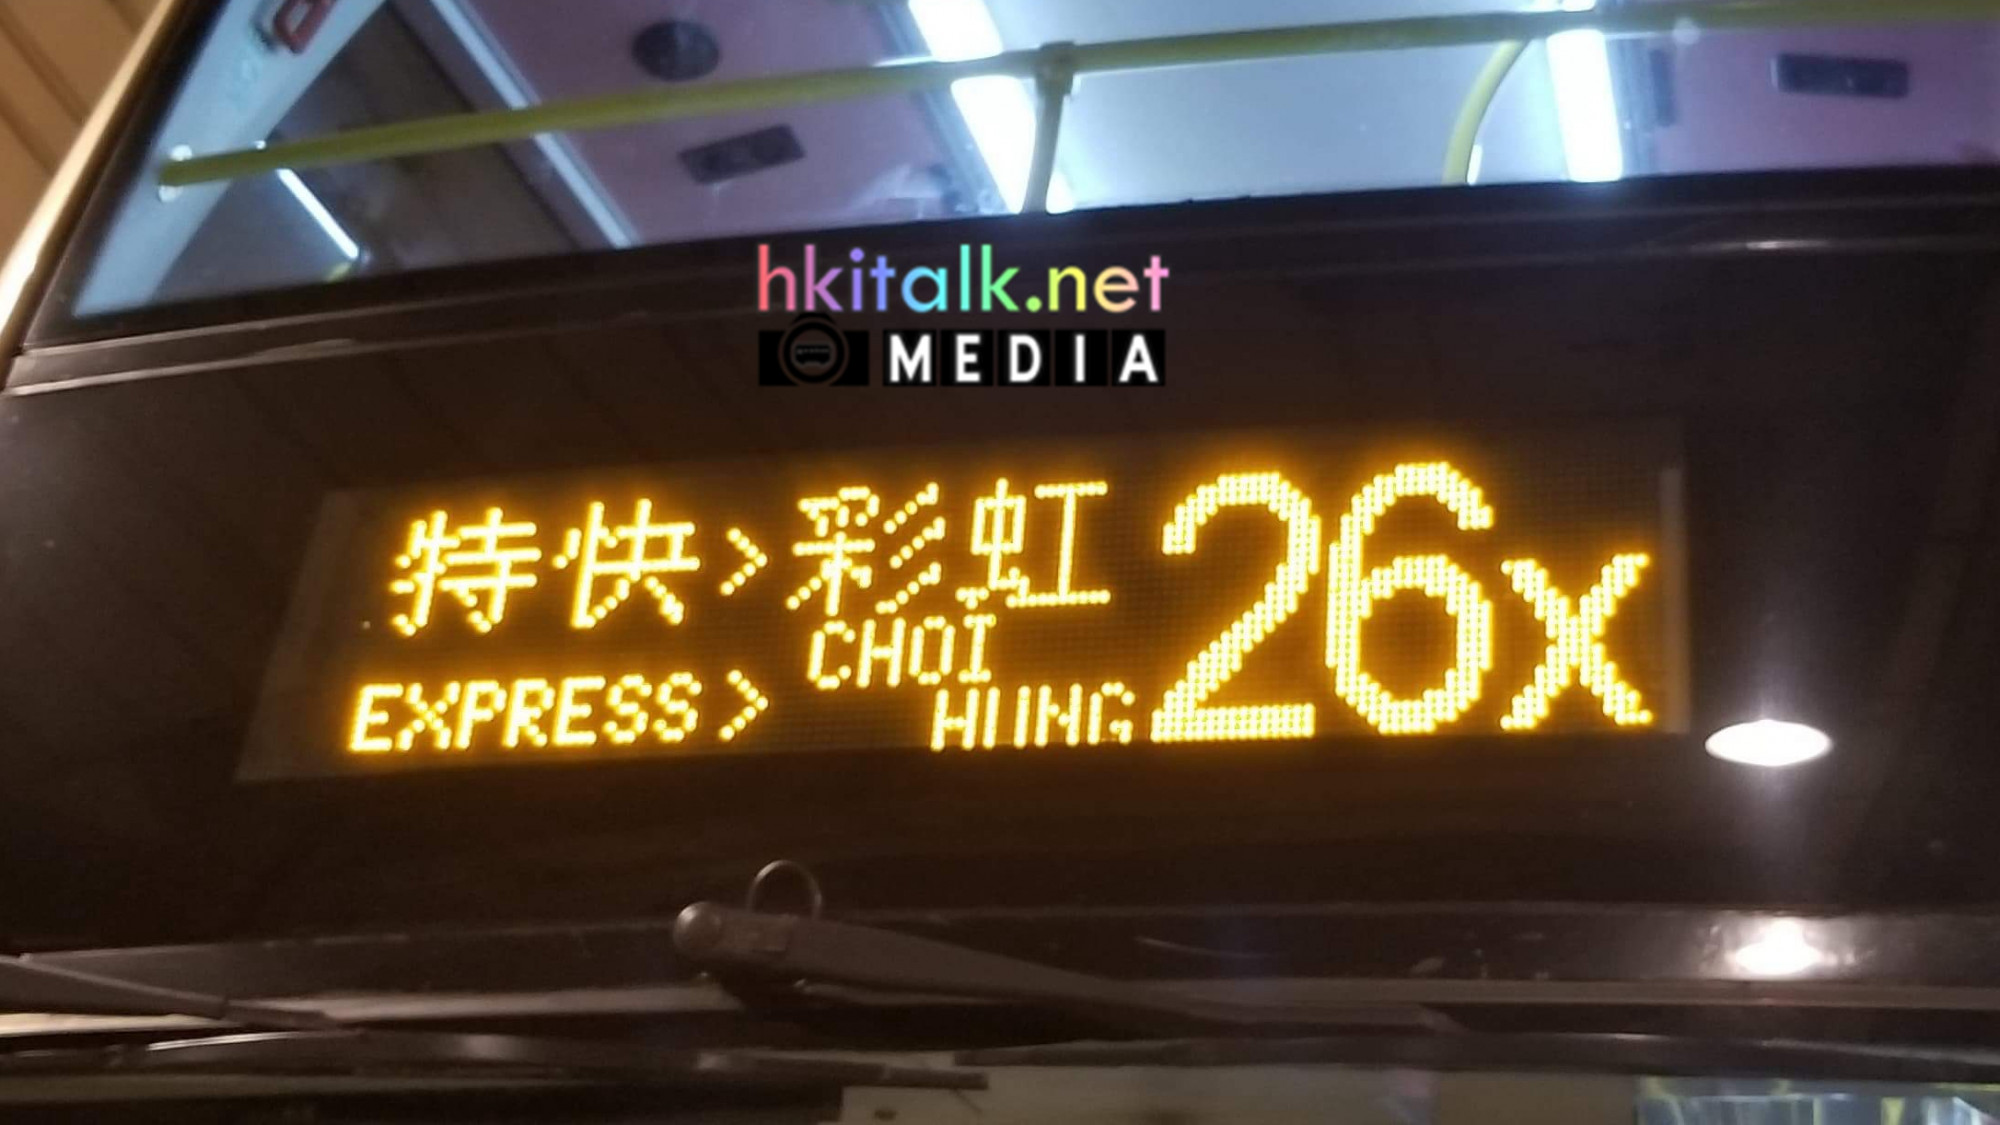 hkitalk.net
MEDIA
特快>彩虹 26x
CHOI
EXPRESS> HUNG